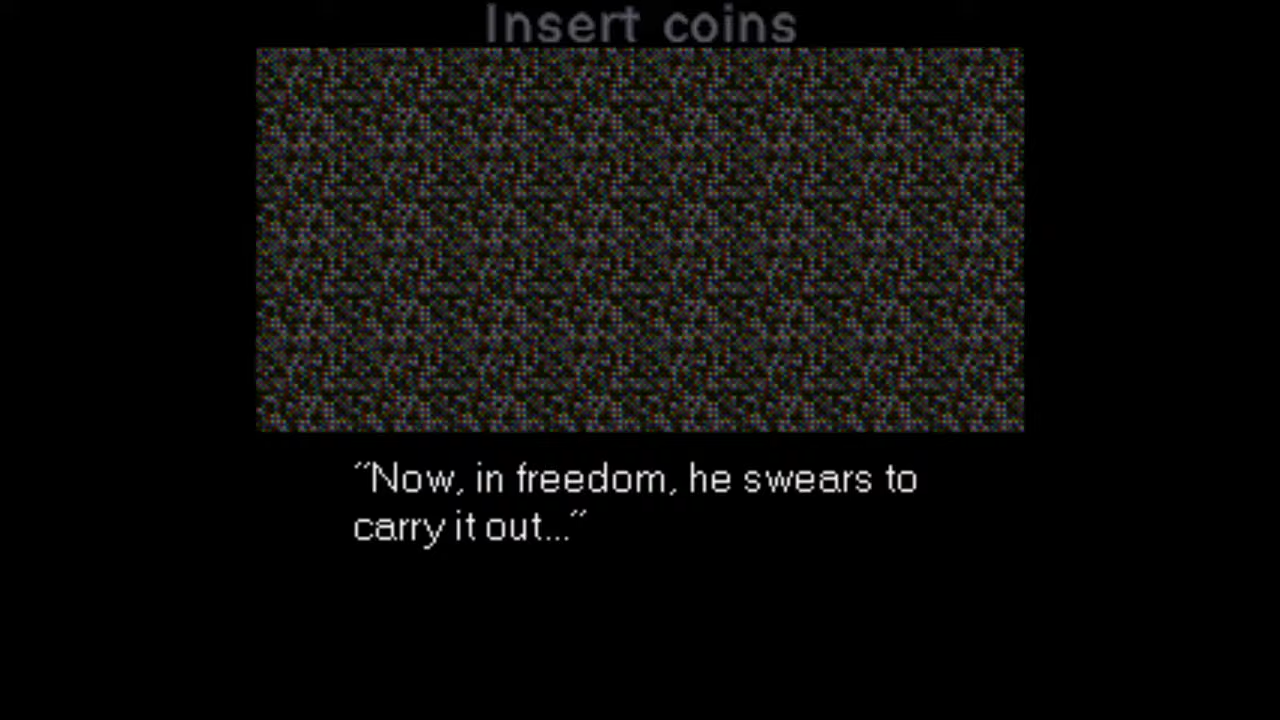 Insert coins
“Now, in freedom, he swears to
carry it out...”